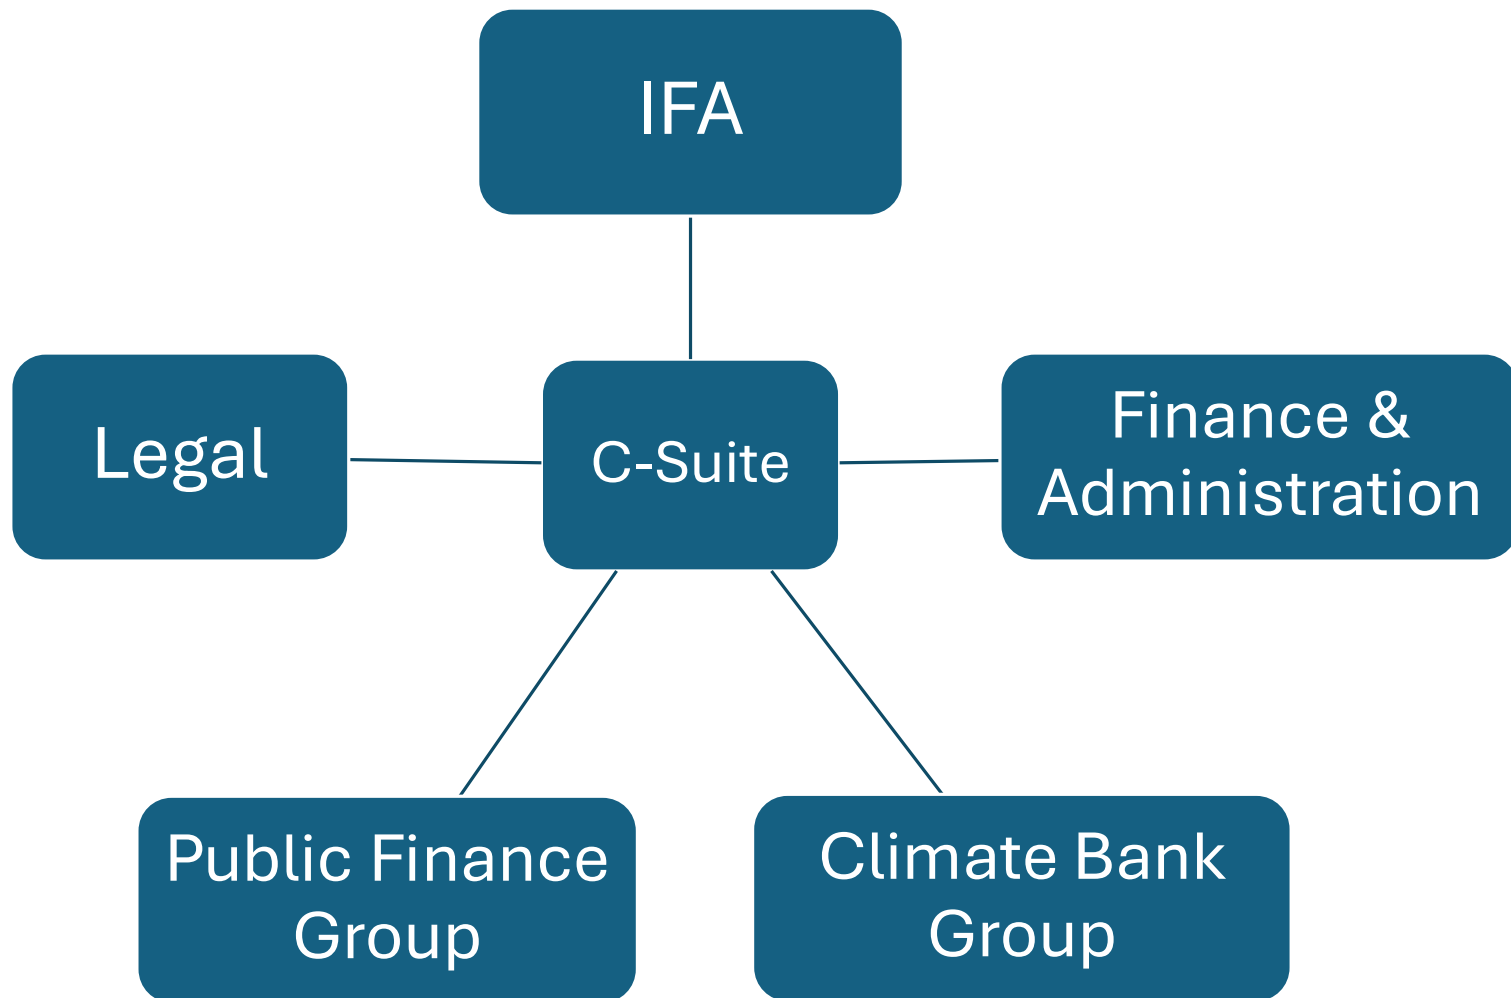 IFA
Legal
C-Suite
Finance &
Administration
Public Finance
Group
Climate Bank
Group